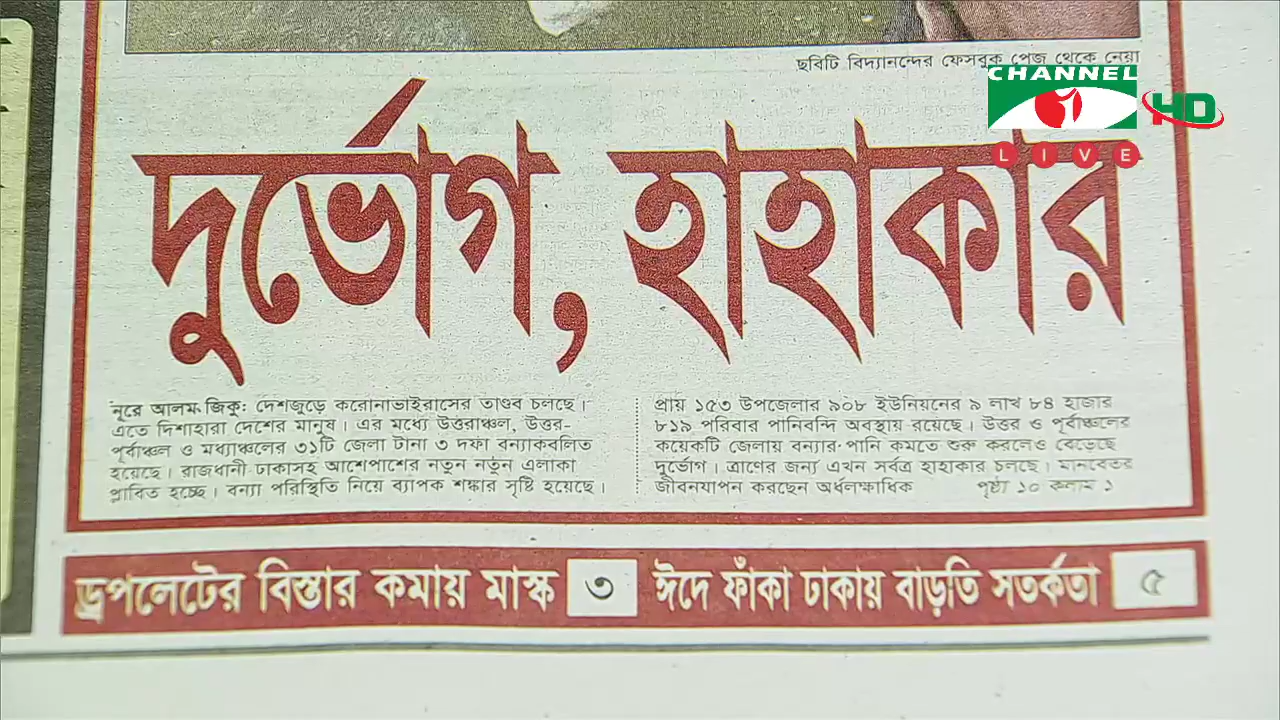 ছবিটি বিদ্যানন্দের ফেসবুক পেজ থেকে নেয়া
CHANNEL
HD
LIVE
দুর্ভোগ, হাহাকার
নূরে আলম জিকু: দেশজুড়ে করোনাভাইরাসের তাণ্ডব চলছে।
এতে দিশাহারা দেশের মানুষ। এর মধ্যে উত্তরাঞ্চল, উত্তর-
পূর্বাঞ্চল ও মধ্যাঞ্চলের ৩১টি জেলা টানা ৩ দফা বন্যাকবলিত
হয়েছে। রাজধানী ঢাকাসহ আশেপাশের নতুন নতুন এলাকা
প্লাবিত হচ্ছে। বন্যা পরিস্থিতি নিয়ে ব্যাপক শঙ্কার সৃষ্টি হয়েছে।
প্রায় ১৫৩ উপজেলার ৯০৮ ইউনিয়নের ৯ লাখ ৮৪ হাজার
৮১৯ পরিবার পানিবন্দি অবস্থায় রয়েছে। উত্তর ও পূর্বাঞ্চলের
কয়েকটি জেলায় বন্যার পানি কমতে শুরু করলেও বেড়েছে
দুর্ভোগ। ত্রাণের জন্য এখন সর্বত্র হাহাকার চলছে। মানবেতর
জীবনযাপন করছেন অর্ধলক্ষাধিক পৃষ্ঠা ১০ কলাম ১
ড্রপলেটের বিস্তার কমায় মাস্ক ৩ ঈদে ফাঁকা ঢাকায় বাড়তি সতর্কতা ৫